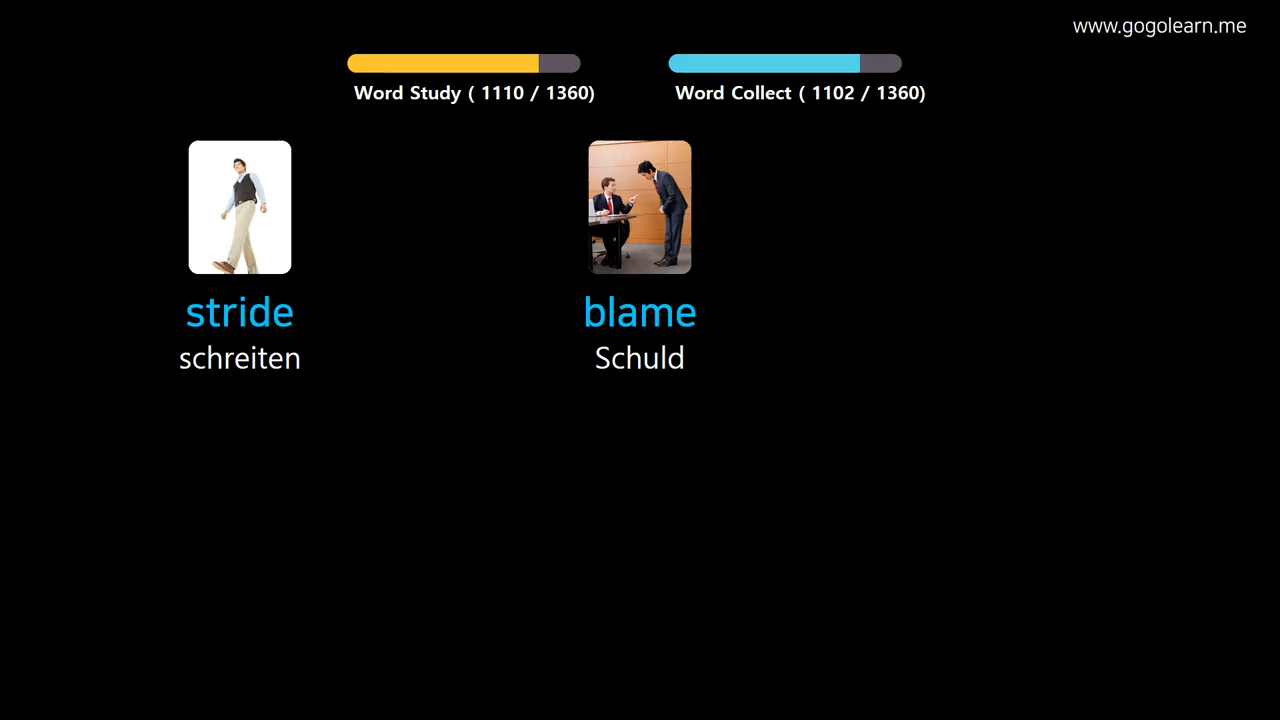 www.gogolearn.me
Word Study ( 1110 / 1360)
Word Collect ( 1102 / 1360)
stride
schreiten
blame
Schuld